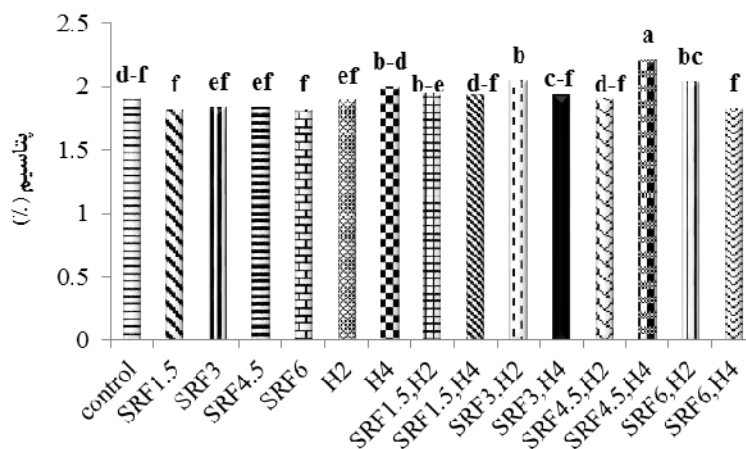 پتاسیم (٪)
2.5
2
1.5
1
0.5
0
d-f
f
ef
ef
f
ef
b-d
b-e
d-f
b
c-f
d-f
a
bc
f
control
SRF1.5
SRF3
SRF4.5
SRF6
H2
H4
SRF1.5,H2
SRF1.5,H4
SRF3,H2
SRF3,H4
SRF4.5,H2
SRF4.5,H4
SRF6,H2
SRF6,H4